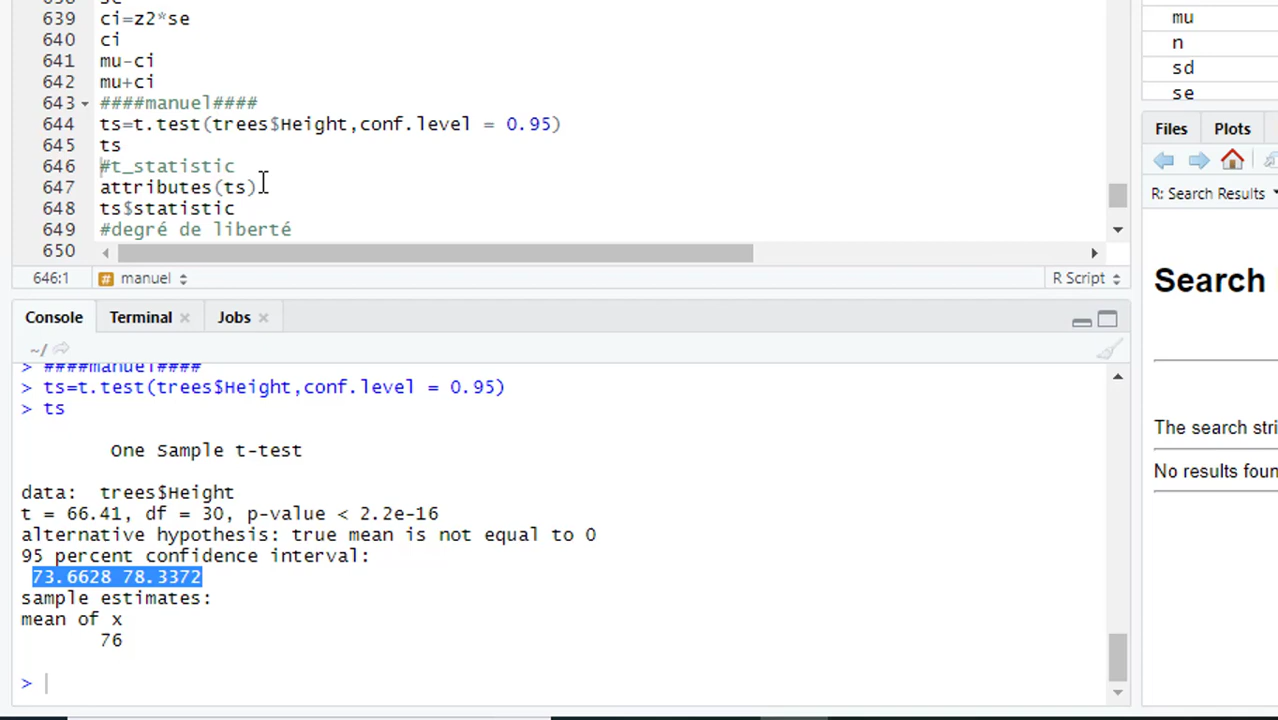 639 ci=z2*se
640 ci
641 mu-ci
642 mu+ci
643 ####manuel####
644 ts=t.test(trees$Height,conf.level = 0.95)
645 ts
646 #t_statistic
647 attributes(ts)
648 ts$statistic
649 #degré de liberté
650
646:1 # manuel R Script
Console Terminal Jobs
~/
> ####manuel####
> ts=t.test(trees$Height,conf.level = 0.95)
> ts
One Sample t-test
data: trees$Height
t = 66.41, df = 30, p-value < 2.2e-16
alternative hypothesis: true mean is not equal to 0
95 percent confidence interval:
73.6628 78.3372
sample estimates:
mean of x
76
>
mu
n
sd
se
Files Plots
R: Search Results
Search
The search stri
No results foun